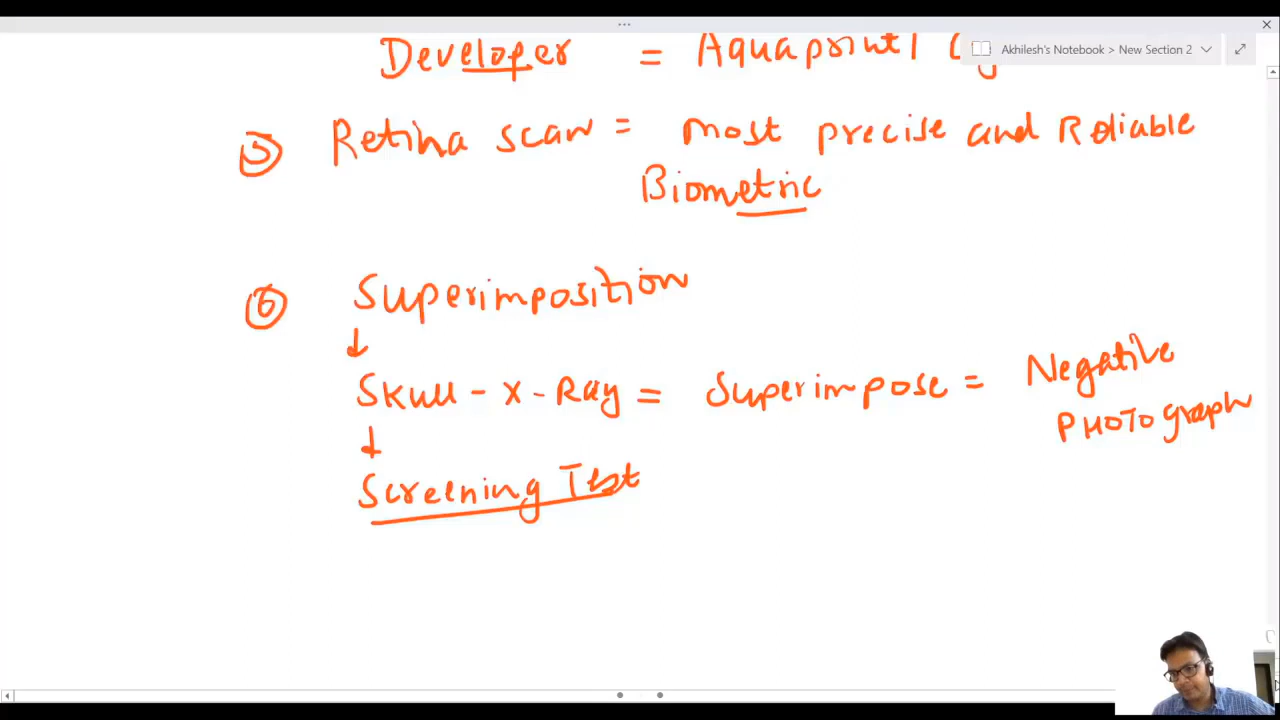 Akhilesh's Notebook > New Section 2
Developer = Aquaprint
5 Retina scan = most precise and Reliable
Biometric
6 Superimposition
↓
Skull - X - Ray = Superimpose = Negative
PHOTOgraph
↓
Screening Test